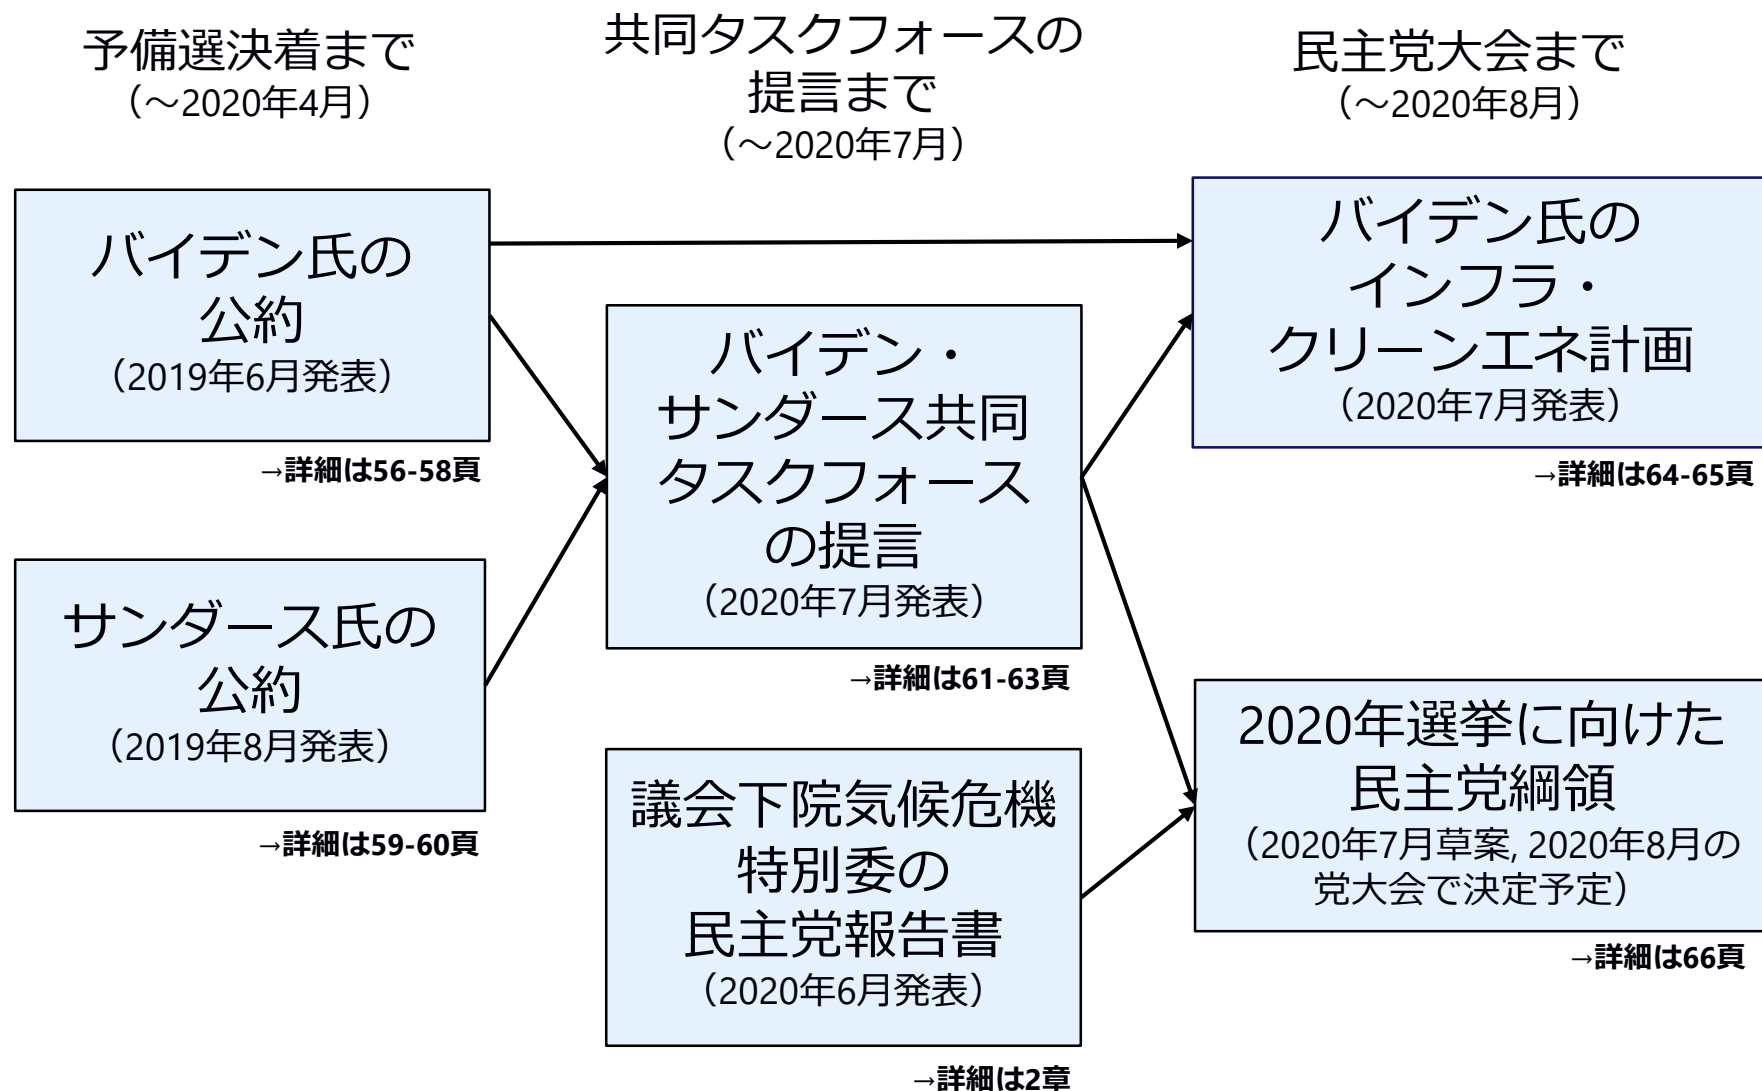 予備選決着まで
（～2020年4月）
共同タスクフォースの
提言まで
（～2020年7月）
民主党大会まで
（～2020年8月）
バイデン氏の
公約
（2019年6月発表）
→詳細は56-58頁
サンダース氏の
公約
（2019年8月発表）
→詳細は59-60頁
バイデン・
サンダース共同
タスクフォース
の提言
（2020年7月発表）
→詳細は61-63頁
議会下院気候危機
特別委の
民主党報告書
（2020年6月発表）
→詳細は2章
バイデン氏の
インフラ・
クリーンエネ計画
（2020年7月発表）
→詳細は64-65頁
2020年選挙に向けた
民主党綱領
（2020年7月草案, 2020年8月の
党大会で決定予定）
→詳細は66頁